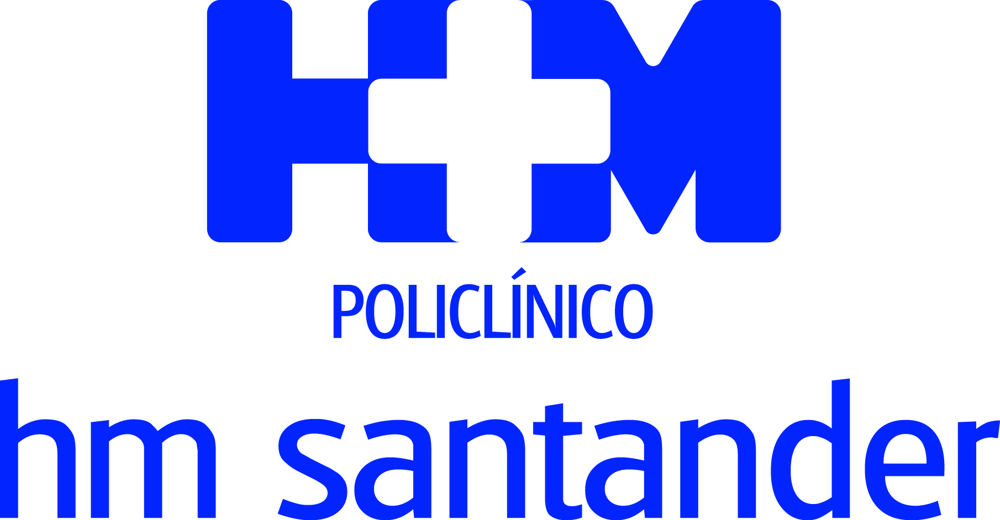 HM
POLICLÍNICO
hm santander